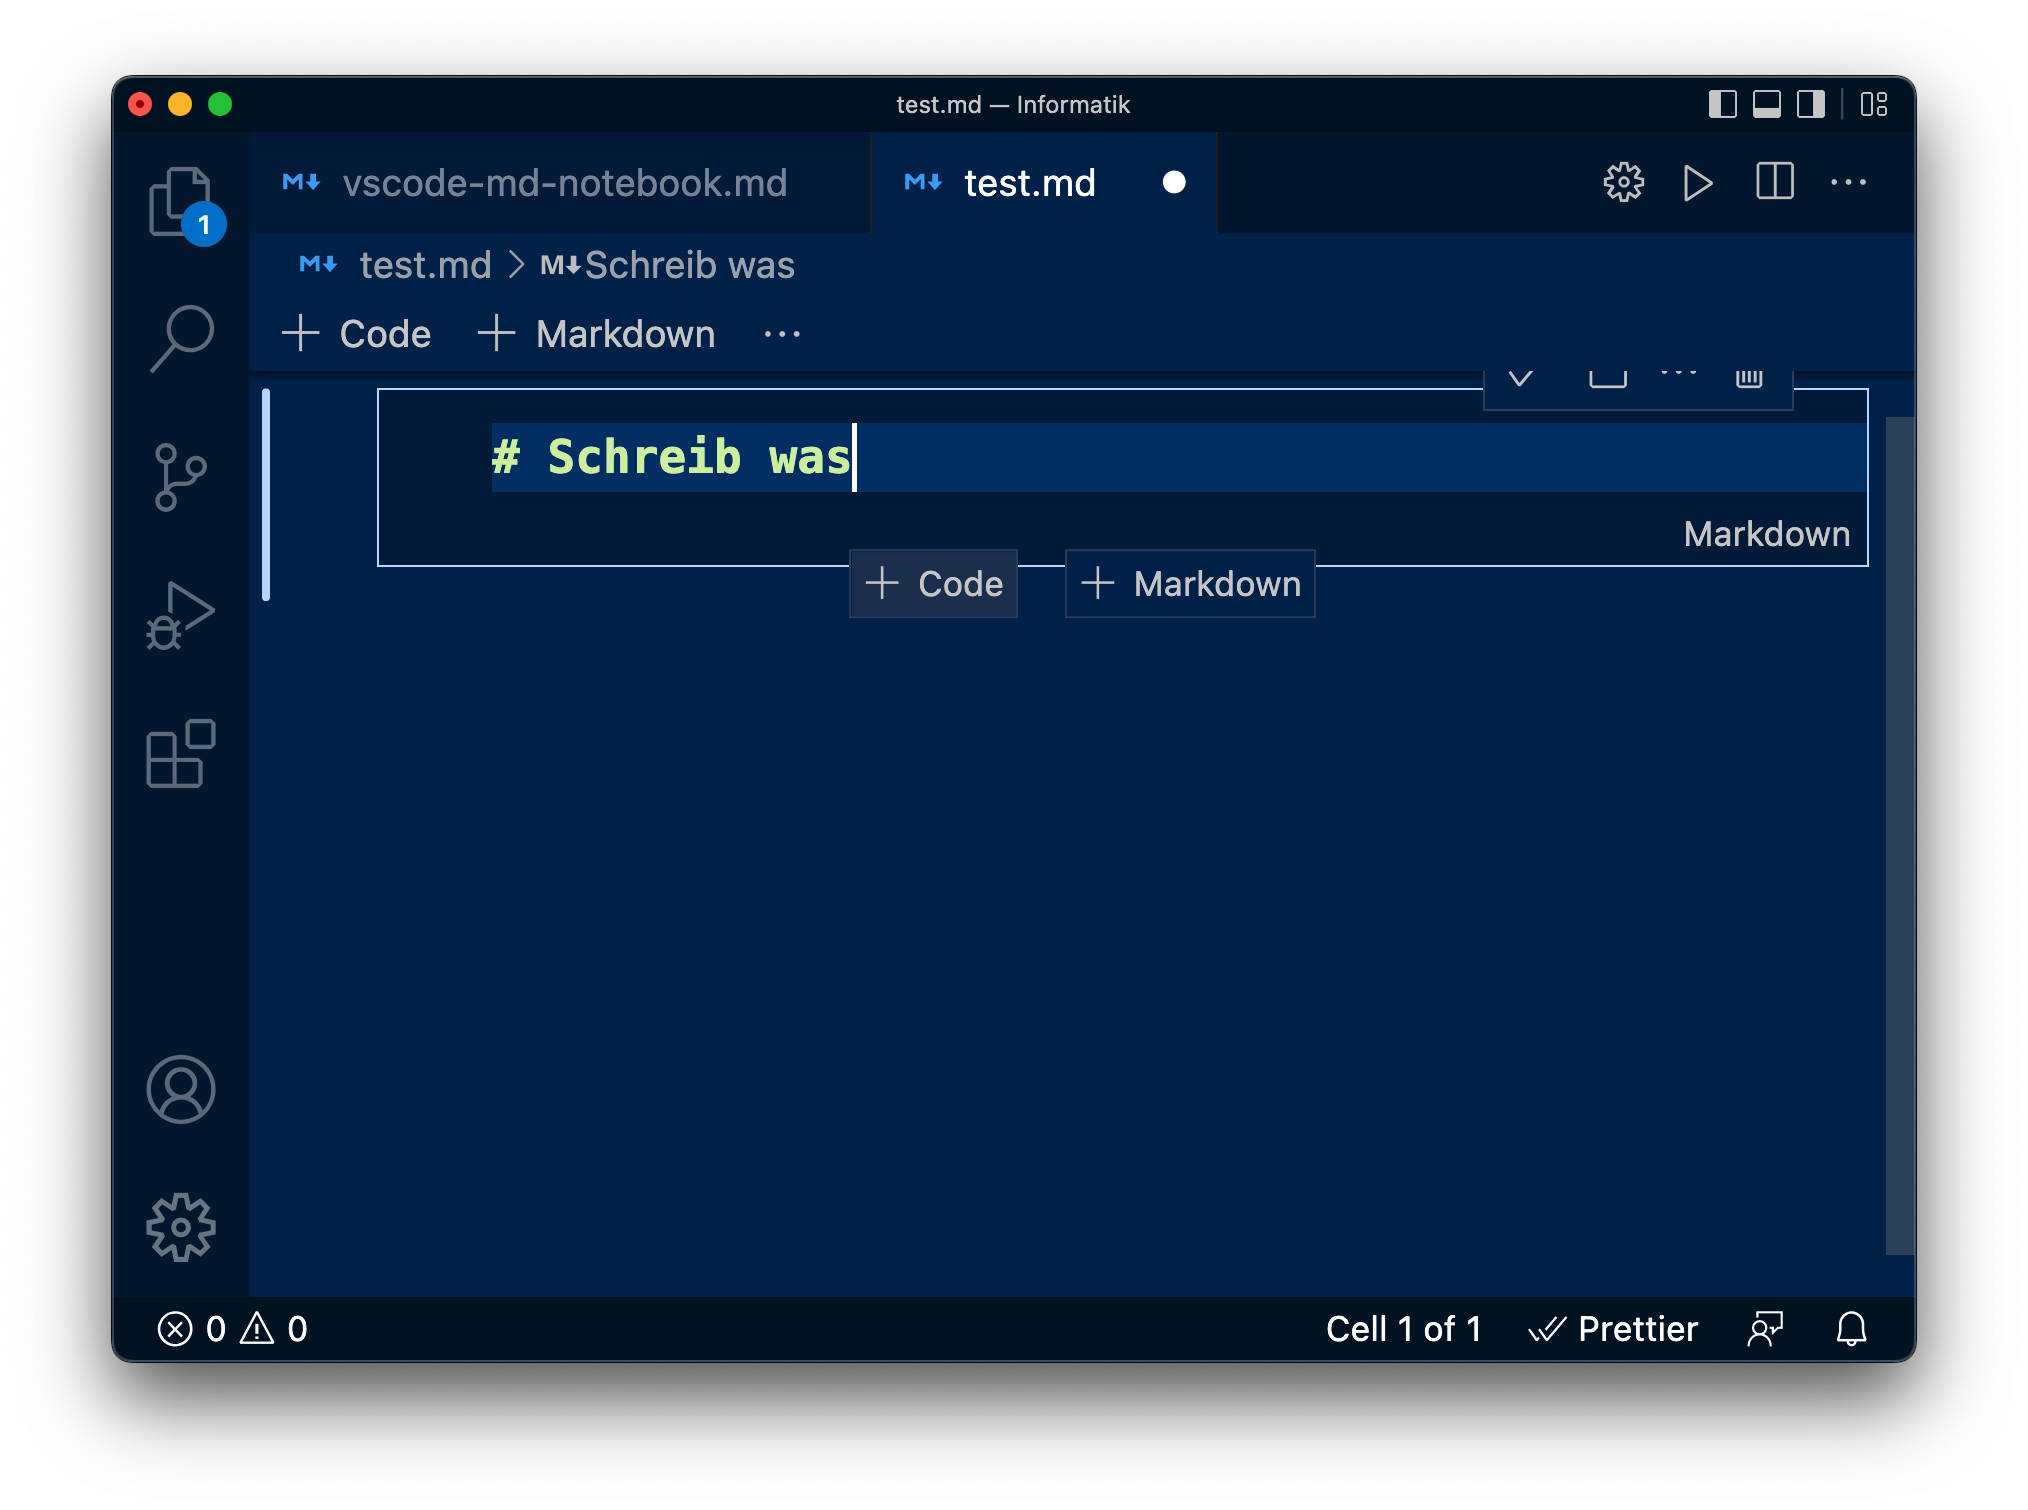 test.md — Informatik
vscode-md-notebook.md
test.md
1
test.md > Schreib was
+ Code + Markdown ...
# Schreib was
Markdown
+ Code + Markdown
0 0
Cell 1 of 1
Prettier